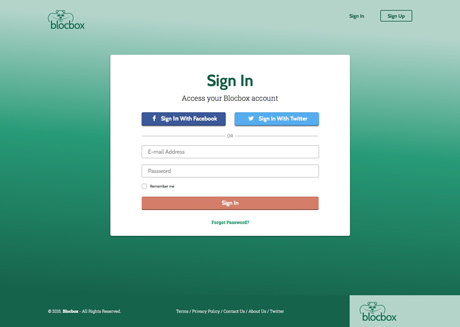 blocbox
Sign In
Sign Up
Sign In
Access your Blocbox account
Sign In With Facebook
Sign In With Twitter
OR
E-mail Address
Password
Remember me
Sign In
Forgot Password?
© 2018. Blocbox - All Rights Reserved.
Terms / Privacy Policy / Contact Us / About Us / Twitter
blocbox